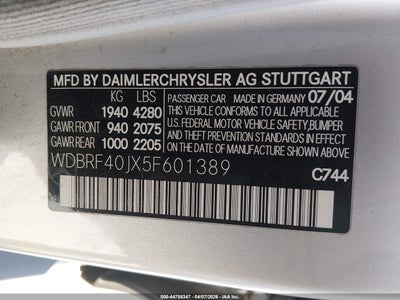 MFD BY DAIMLERCHRYSLER AG STUTTGART
KG LBS PASSENGER CAR MADE IN GERMANY 07/04
GVWR 1940 4280 THIS VEHICLE CONFORMS TO ALL APPLICABLE
GAWR FRONT 940 2075 U.S. FEDERAL MOTOR VEHICLE SAFETY, BUMPER,
GAWR REAR 1000 2205 AND THEFT PREVENTION STANDARDS IN EFFECT
ON THE DATE OF MANUFACTURE SHOWN ABOVE.
WDBRF40JX5F601389
C744
000-44788347 - 04/07/2026 - IAA, Inc.